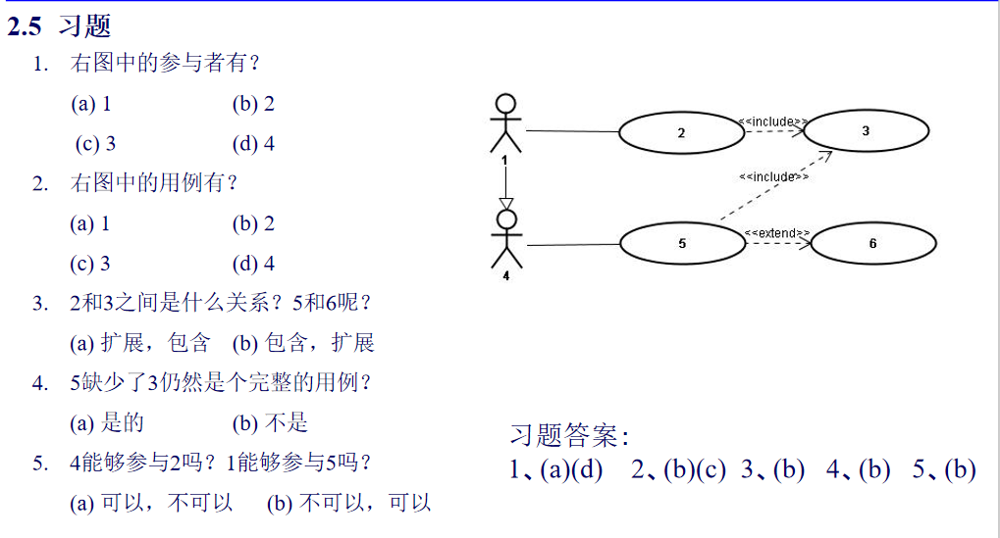 2.5 习题
1. 右图中的参与者有？
(a) 1 (b) 2
(c) 3 (d) 4
2. 右图中的用例有？
(a) 1 (b) 2
(c) 3 (d) 4
3. 2和3之间是什么关系？5和6呢？
(a) 扩展，包含 (b) 包含，扩展
4. 5缺少了3仍然是个完整的用例？
(a) 是的 (b) 不是
5. 4能够参与2吗？1能够参与5吗？
(a) 可以，不可以 (b) 不可以，可以
1
2
<<include>>
3
<<include>>
4
5
<<extend>>
6
习题答案：
1、(a)(d) 2、(b)(c) 3、(b) 4、(b) 5、(b)